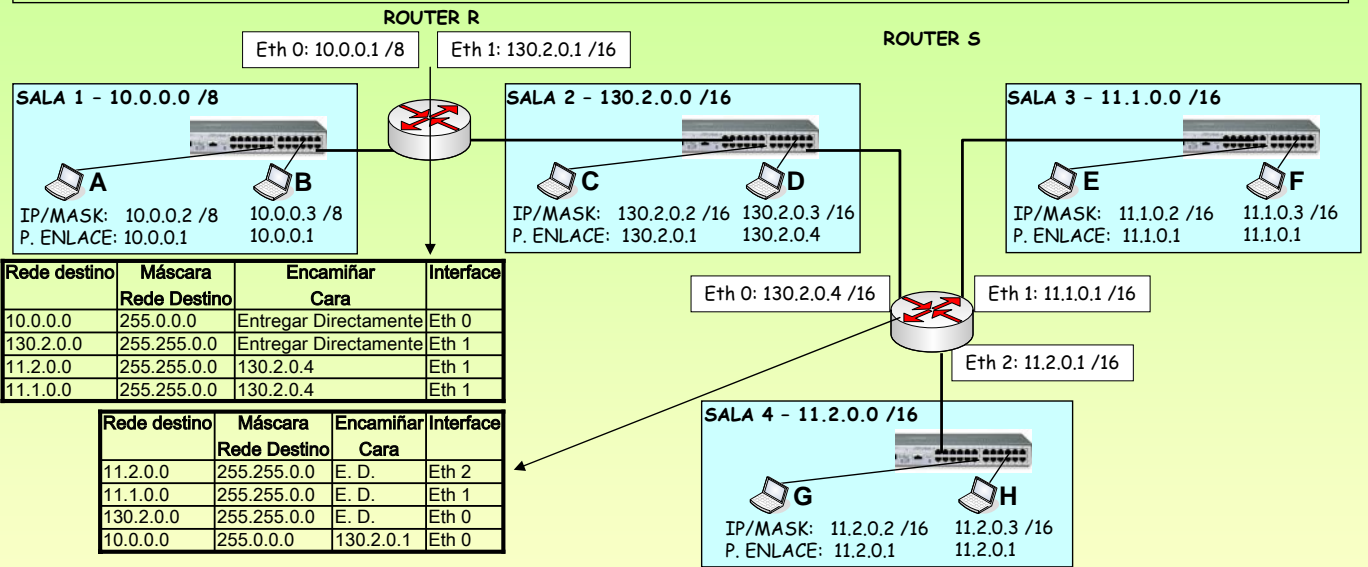 ROUTER R
ROUTER S
Eth 0: 10.0.0.1 /8
Eth 1: 130.2.0.1 /16
SALA 1 – 10.0.0.0 /8
A
B
IP/MASK: 10.0.0.2 /8 10.0.0.3 /8
P. ENLACE: 10.0.0.1 10.0.0.1
SALA 2 – 130.2.0.0 /16
C
D
IP/MASK: 130.2.0.2 /16 130.2.0.3 /16
P. ENLACE: 130.2.0.1 130.2.0.4
SALA 3 – 11.1.0.0 /16
E
F
IP/MASK: 11.1.0.2 /16 11.1.0.3 /16
P. ENLACE: 11.1.0.1 11.1.0.1
Rede destino Máscara Encamiñar Interface
Rede Destino Cara
10.0.0.0 255.0.0.0 Entregar Directamente Eth 0
130.2.0.0 255.255.0.0 Entregar Directamente Eth 1
11.2.0.0 255.255.0.0 130.2.0.4 Eth 1
11.1.0.0 255.255.0.0 130.2.0.4 Eth 1
Eth 0: 130.2.0.4 /16
Eth 1: 11.1.0.1 /16
Eth 2: 11.2.0.1 /16
Rede destino Máscara Encamiñar Interface
Rede Destino Cara
11.2.0.0 255.255.0.0 E. D. Eth 2
11.1.0.0 255.255.0.0 E. D. Eth 1
130.2.0.0 255.255.0.0 E. D. Eth 0
10.0.0.0 255.0.0.0 130.2.0.1 Eth 0
SALA 4 – 11.2.0.0 /16
G
H
IP/MASK: 11.2.0.2 /16 11.2.0.3 /16
P. ENLACE: 11.2.0.1 11.2.0.1